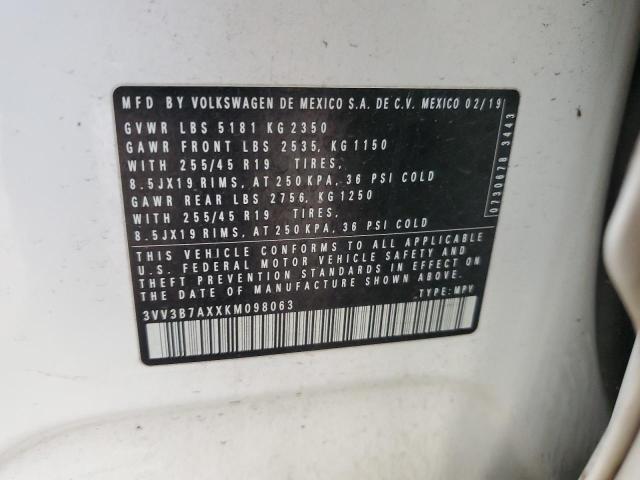 MFD BY VOLKSWAGEN DE MEXICO S.A. DE C.V. MEXICO 02/19
GVWR LBS 5181 KG 2350
GAWR FRONT LBS 2535, KG 1150
WITH 255/45 R19 TIRES,
8.5JX19 RIMS, AT 250 KPA, 36 PSI COLD
GAWR REAR LBS 2756, KG 1250
WITH 255/45 R19 TIRES,
8.5JX19 RIMS, AT 250 KPA, 36 PSI COLD
THIS VEHICLE CONFORMS TO ALL APPLICABLE
U.S. FEDERAL MOTOR VEHICLE SAFETY AND
THEFT PREVENTION STANDARDS IN EFFECT ON
THE DATE OF MANUFACTURE SHOWN ABOVE.
3VV3B7AXXKM098063
TYPE: MPV
0730678 3443